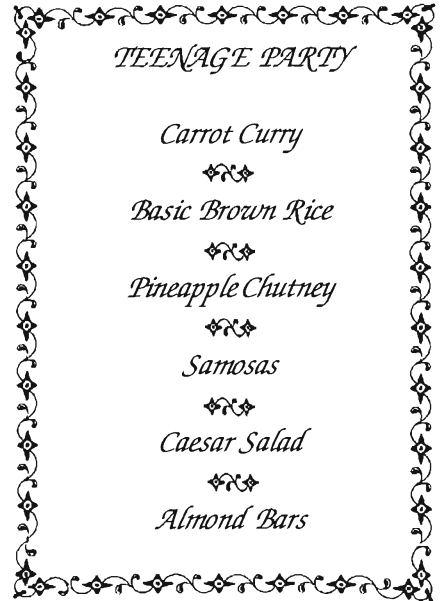 TEENAGE PARTY
Carrot Curry
Basic Brown Rice
Pineapple Chutney
Samosas
Caesar Salad
Almond Bars